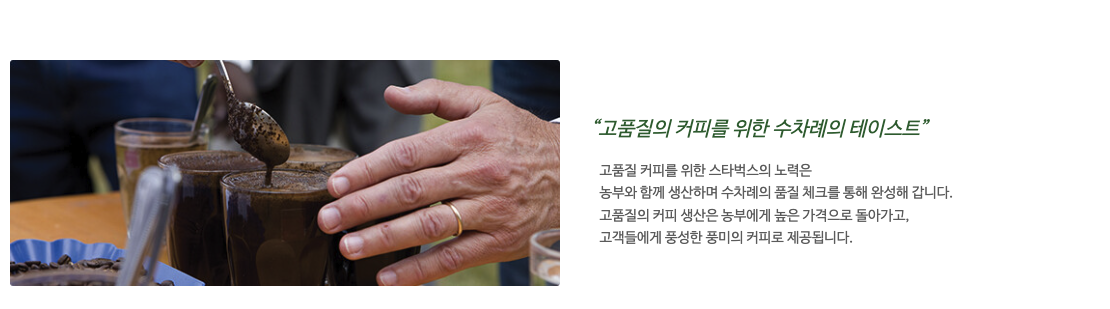 “고품질의 커피를 위한 수차례의 테이스트”
고품질 커피를 위한 스타벅스의 노력은
농부와 함께 생산하며 수차례의 품질 체크를 통해 완성해 갑니다.
고품질의 커피 생산은 농부에게 높은 가격으로 돌아가고,
고객들에게 풍성한 풍미의 커피로 제공됩니다.